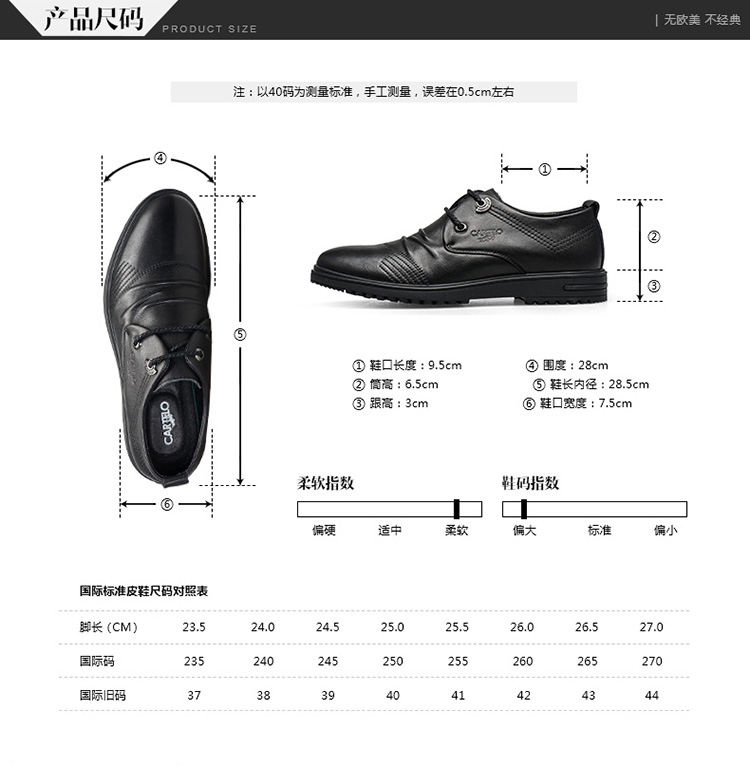 产品尺码 PRODUCT SIZE
| 无欧美 不经典
注：以40码为测量标准，手工测量，误差在0.5cm左右
④
①
②
③
⑤
⑥
CARTELO
CARTELO
① 鞋口长度：9.5cm ④ 围度：28cm
② 筒高：6.5cm ⑤ 鞋长内径：28.5cm
③ 跟高：3cm ⑥ 鞋口宽度：7.5cm
柔软指数 鞋码指数
偏硬 适中 柔软 偏大 标准 偏小
国际标准皮鞋尺码对照表
脚长 (CM) 23.5 24.0 24.5 25.0 25.5 26.0 26.5 27.0
国际码 235 240 245 250 255 260 265 270
国际旧码 37 38 39 40 41 42 43 44